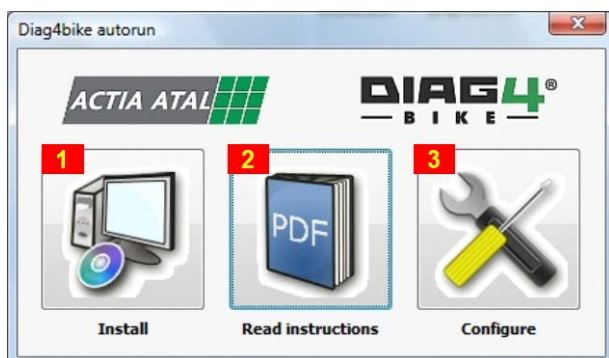 Diag4bike autorun
ACTIA ATAL
DIAG4®
BIKE
1
2
3
PDF
Install
Read instructions
Configure